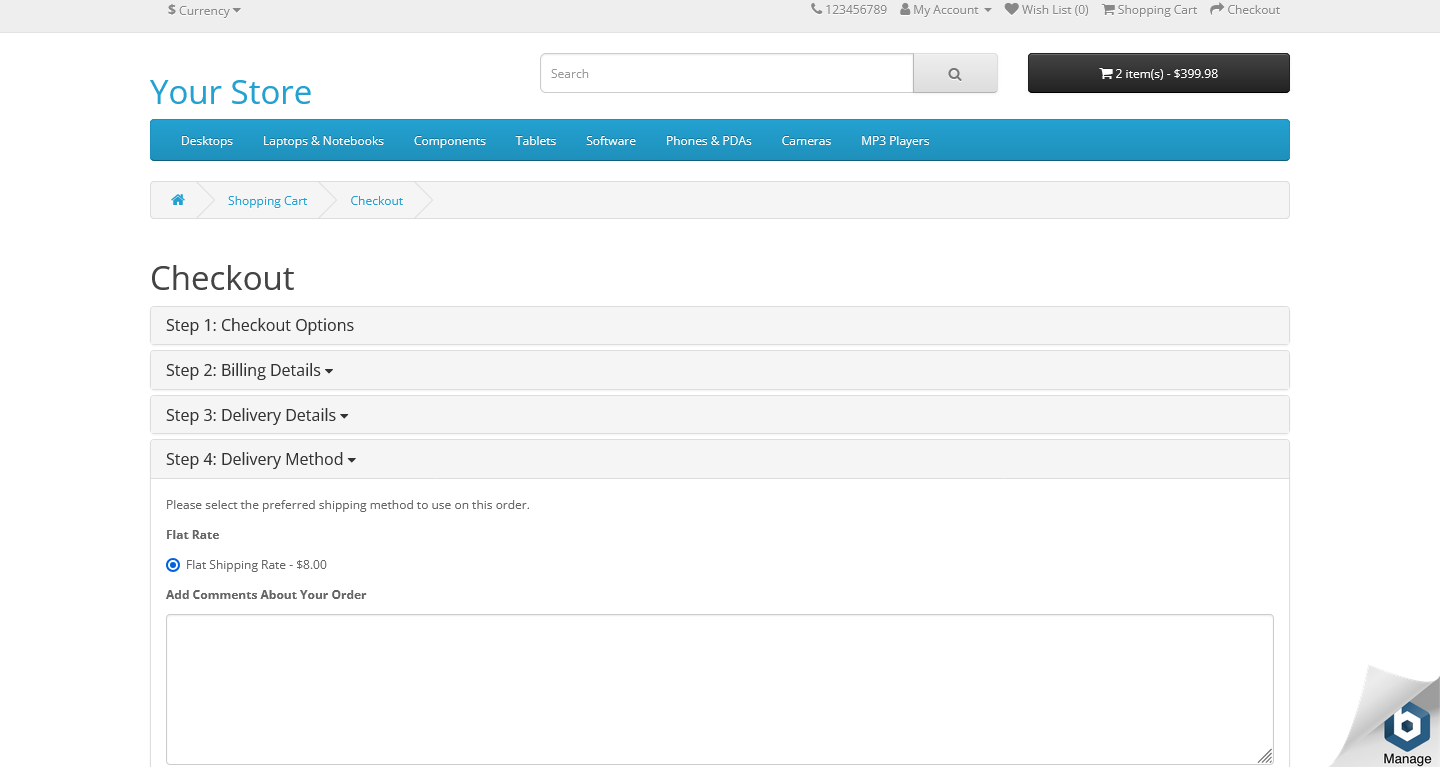 $ Currency
123456789 My Account Wish List (0) Shopping Cart Checkout
Your Store
Search
2 item(s) - $399.98
Desktops Laptops & Notebooks Components Tablets Software Phones & PDAs Cameras MP3 Players
Shopping Cart Checkout
Checkout
Step 1: Checkout Options
Step 2: Billing Details
Step 3: Delivery Details
Step 4: Delivery Method
Please select the preferred shipping method to use on this order.
Flat Rate
Flat Shipping Rate - $8.00
Add Comments About Your Order
Manage